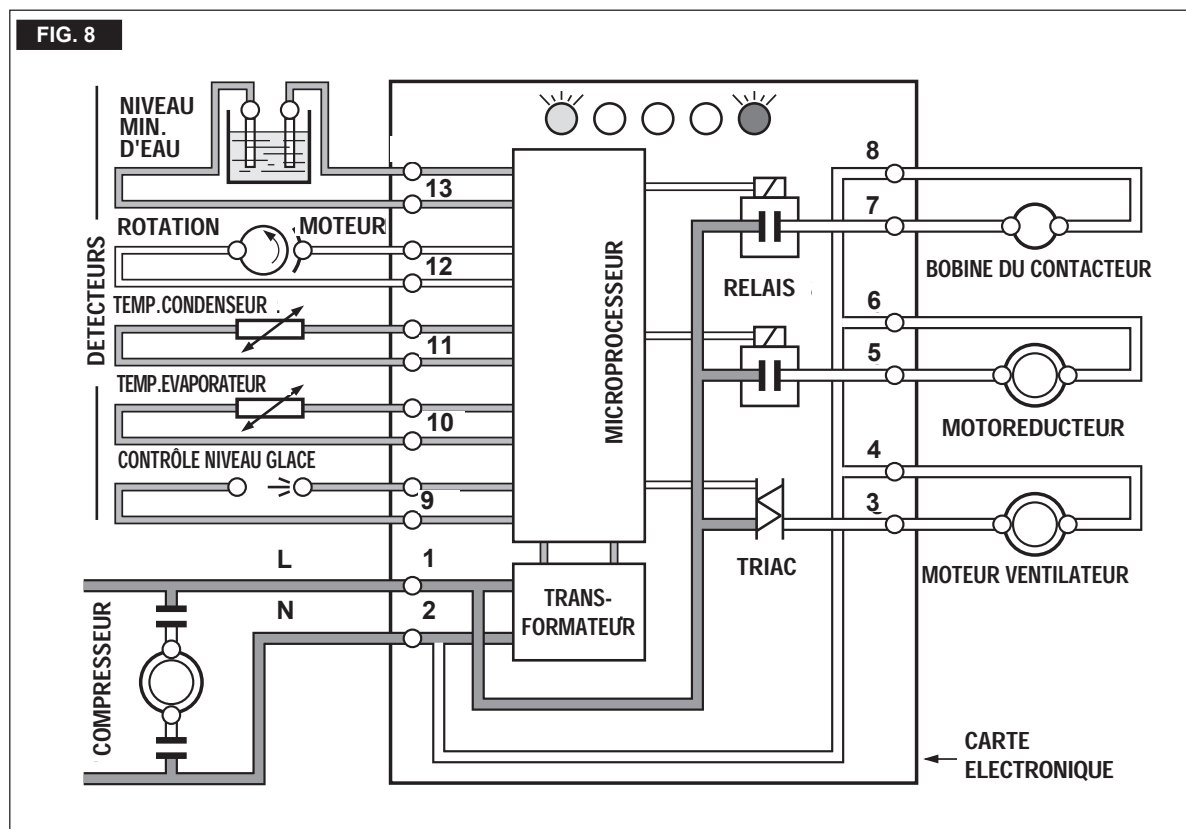 FIG. 8
NIVEAU
MIN.
D'EAU
13
ROTATION MOTEUR
12
TEMP.CONDENSEUR .
11
TEMP.EVAPORATEUR
10
CONTRÔLE NIVEAU GLACE
9
DETECTEURS
L
1
N
2
COMPRESSEUR
MICROPROCESSEUR
TRANS-
FORMATEUR
RELAIS
TRIAC
8
7
BOBINE DU CONTACTEUR
6
5
MOTOREDUCTEUR
4
3
MOTEUR VENTILATEUR
CARTE
ELECTRONIQUE